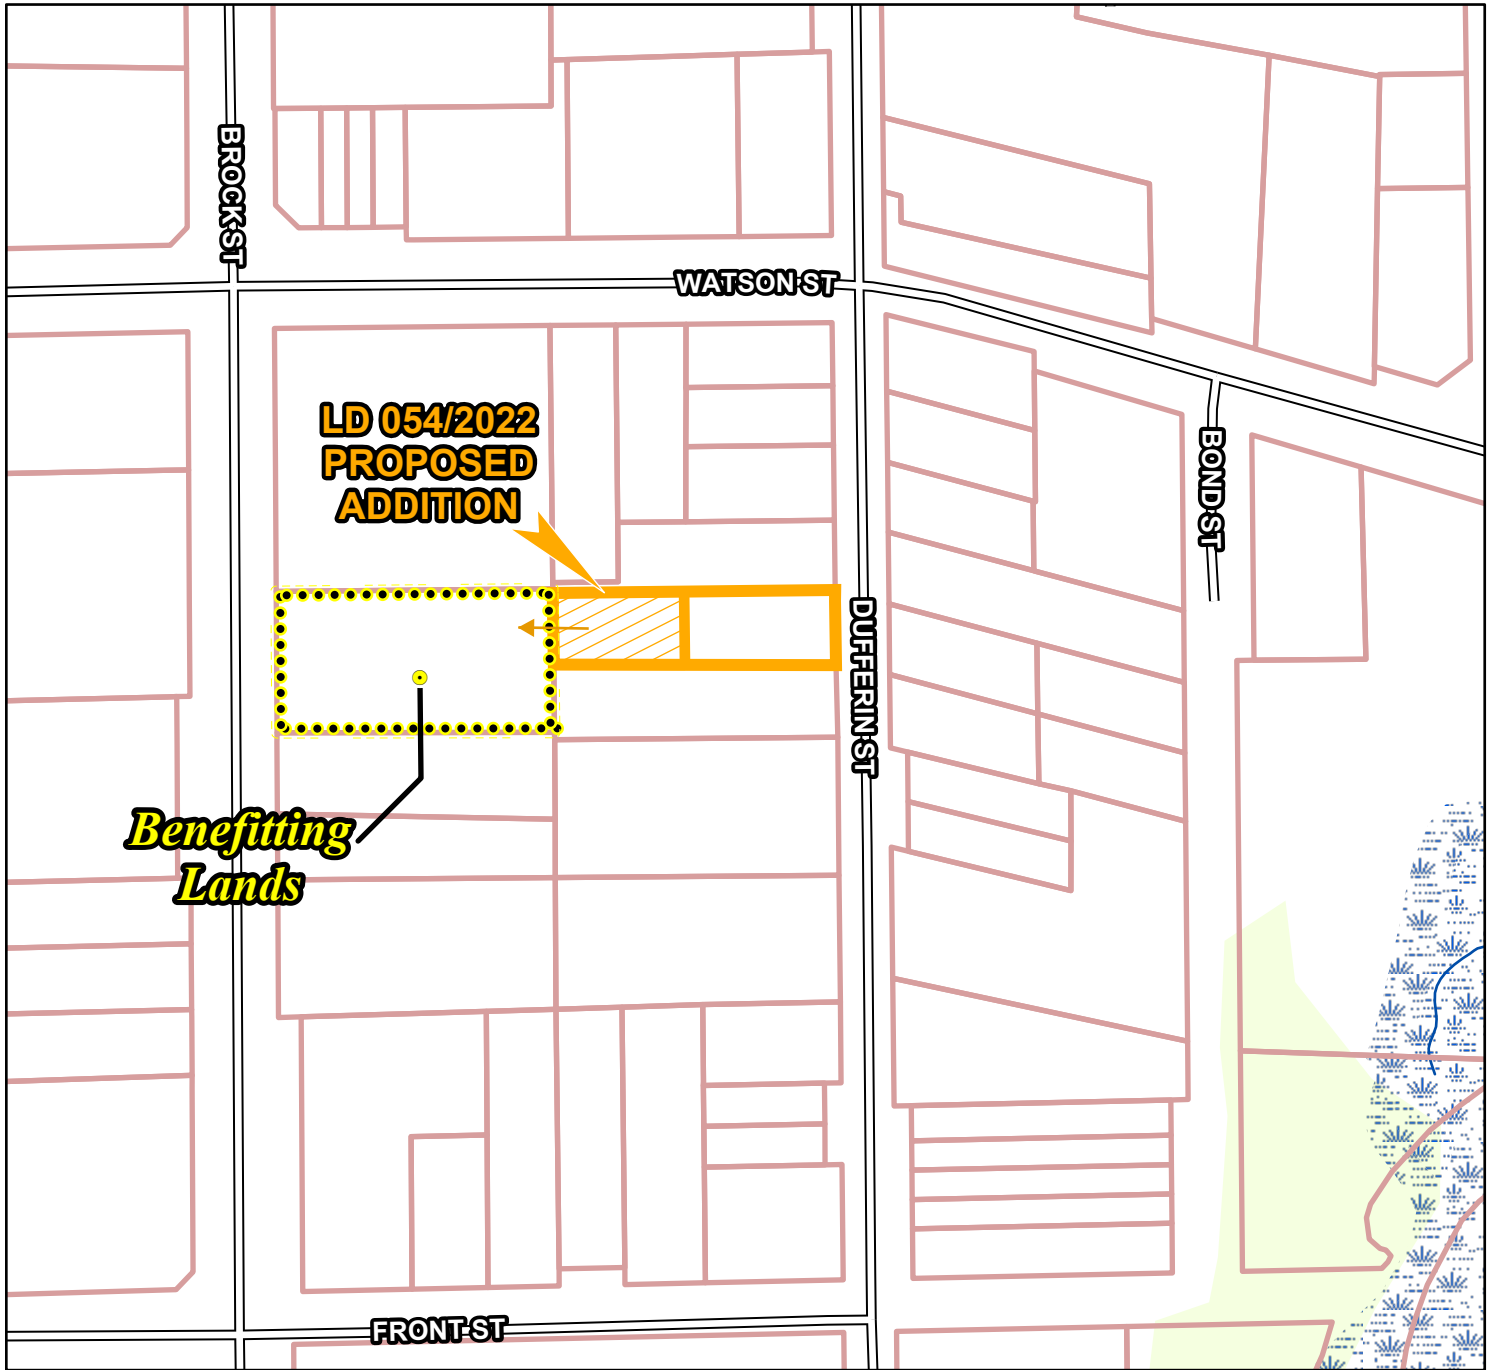 BROCK ST
WATSON ST
LD 054/2022
PROPOSED
ADDITION
BOND ST
DUFFERIN ST
Benefitting
Lands
FRONT ST